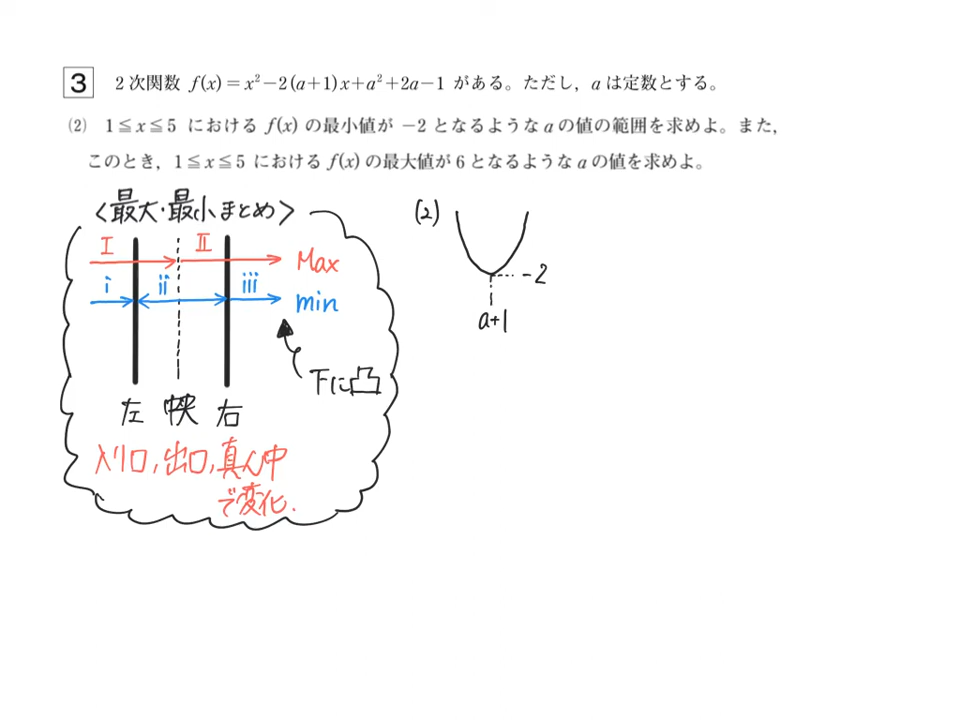 3 2次関数 f(x)=x²−2(a+1)x+a²+2a−1 がある。ただし，a は定数とする。
(2) 1≦x≦5 における f(x) の最小値が −2 となるような a の値の範囲を求めよ。また，
このとき，1≦x≦5 における f(x) の最大値が 6 となるような a の値を求めよ。
<最大・最小まとめ>
I II Max
i ii iii min
下に凸
左 右
入り口，出口，真ん中
で変化．
(2)
-2
a+1